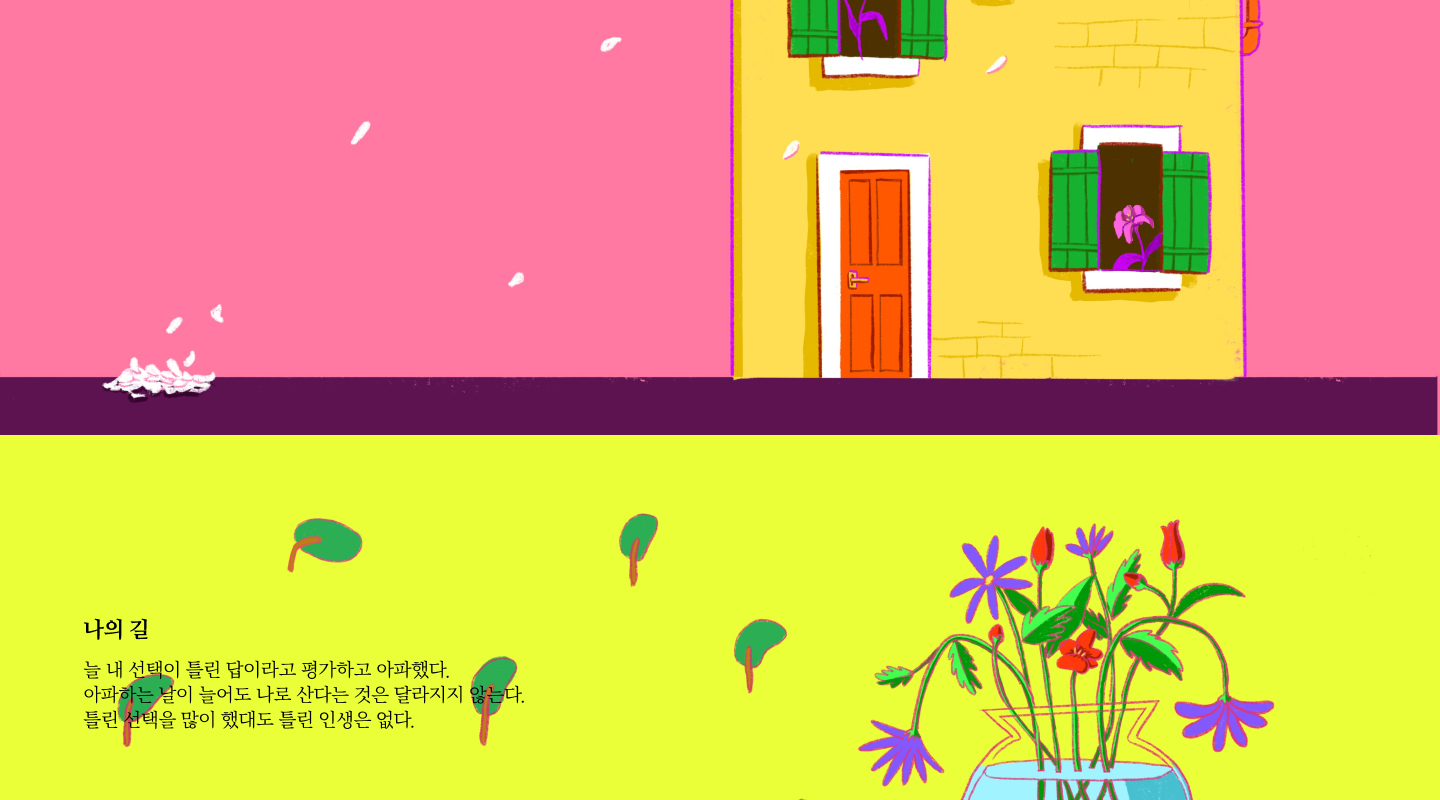 나의 길
늘 내 선택이 틀린 답이라고 평가하고 아파했다.
아파하는 날이 늘어도 나로 산다는 것은 달라지지 않는다.
틀린 선택을 많이 했대도 틀린 인생은 없다.